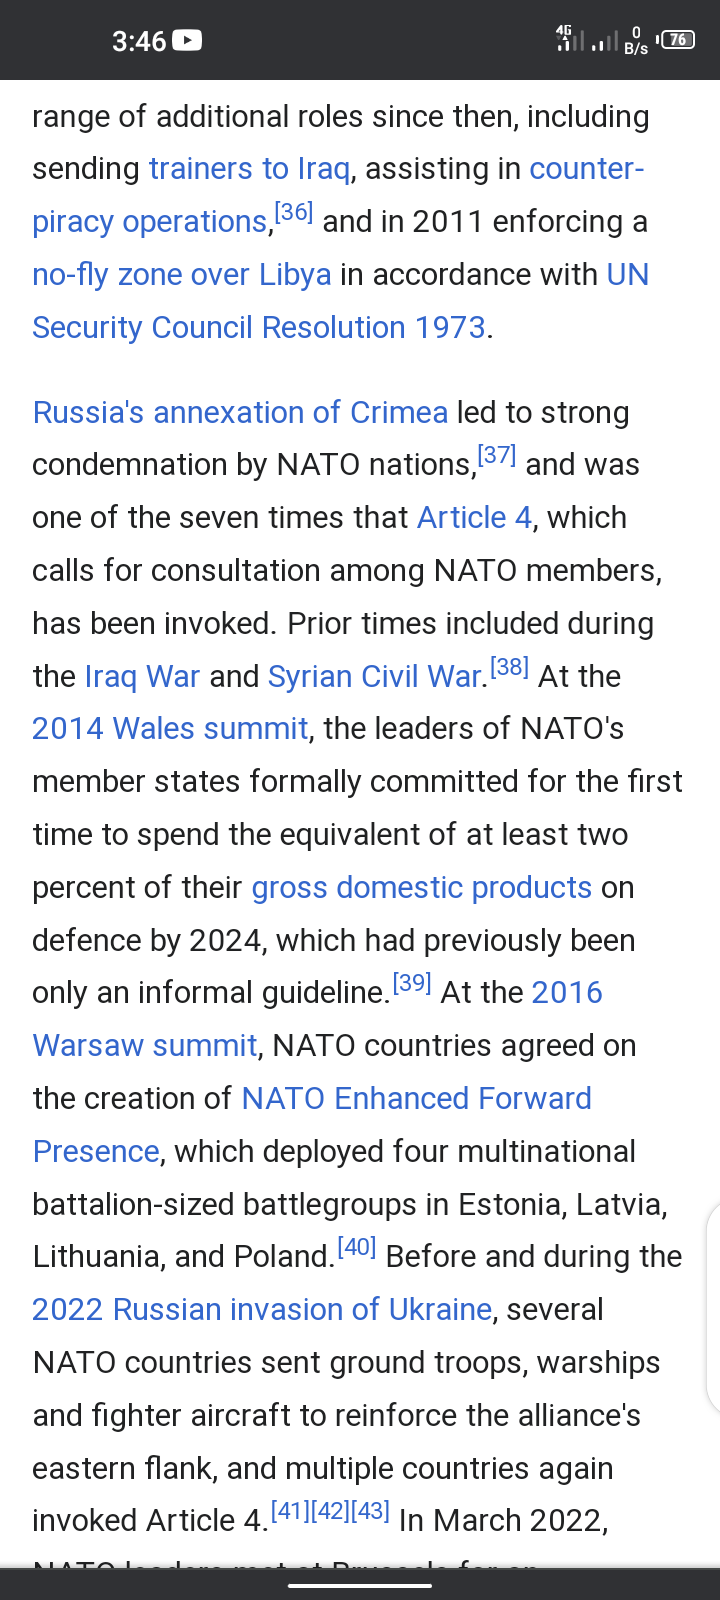 3:46
4G
0
B/s
76
range of additional roles since then, including
sending trainers to Iraq, assisting in counter-
piracy operations,[36] and in 2011 enforcing a
no-fly zone over Libya in accordance with UN
Security Council Resolution 1973.
Russia's annexation of Crimea led to strong
condemnation by NATO nations,[37] and was
one of the seven times that Article 4, which
calls for consultation among NATO members,
has been invoked. Prior times included during
the Iraq War and Syrian Civil War.[38] At the
2014 Wales summit, the leaders of NATO's
member states formally committed for the first
time to spend the equivalent of at least two
percent of their gross domestic products on
defence by 2024, which had previously been
only an informal guideline.[39] At the 2016
Warsaw summit, NATO countries agreed on
the creation of NATO Enhanced Forward
Presence, which deployed four multinational
battalion-sized battlegroups in Estonia, Latvia,
Lithuania, and Poland.[40] Before and during the
2022 Russian invasion of Ukraine, several
NATO countries sent ground troops, warships
and fighter aircraft to reinforce the alliance's
eastern flank, and multiple countries again
invoked Article 4.[41][42][43] In March 2022,
NATO leaders met at Brussels for an